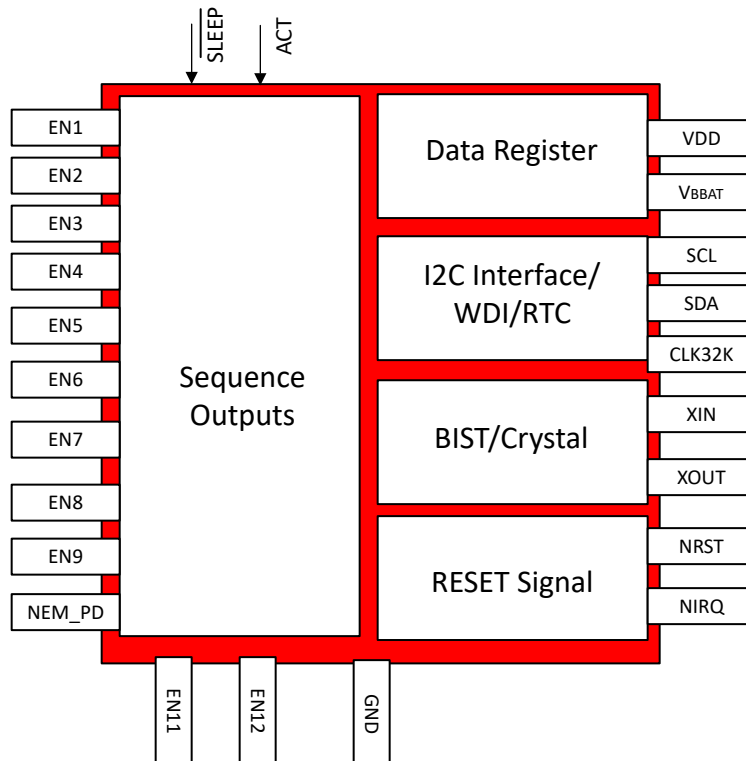 SLEEP
ACT
EN1
EN2
EN3
EN4
EN5
EN6
EN7
EN8
EN9
NEM_PD
Sequence
Outputs
Data Register
I2C Interface/
WDI/RTC
BIST/Crystal
RESET Signal
VDD
VBBAT
SCL
SDA
CLK32K
XIN
XOUT
NRST
NIRQ
EN11
EN12
GND